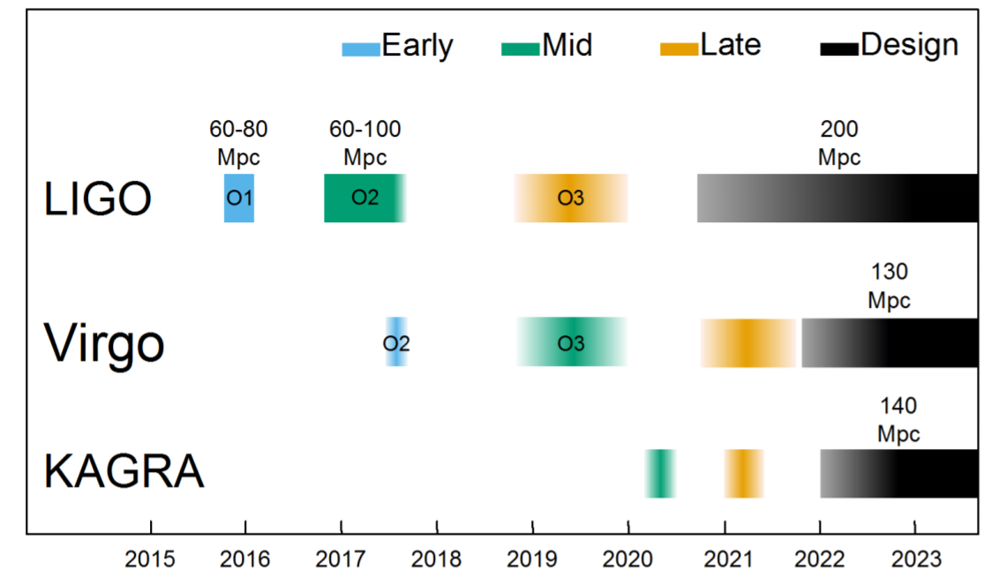 Early
Mid
Late
Design
60-80
Mpc
60-100
Mpc
200
Mpc
LIGO
O1
O2
O3
130
Mpc
Virgo
O2
O3
140
Mpc
KAGRA
2015
2016
2017
2018
2019
2020
2021
2022
2023